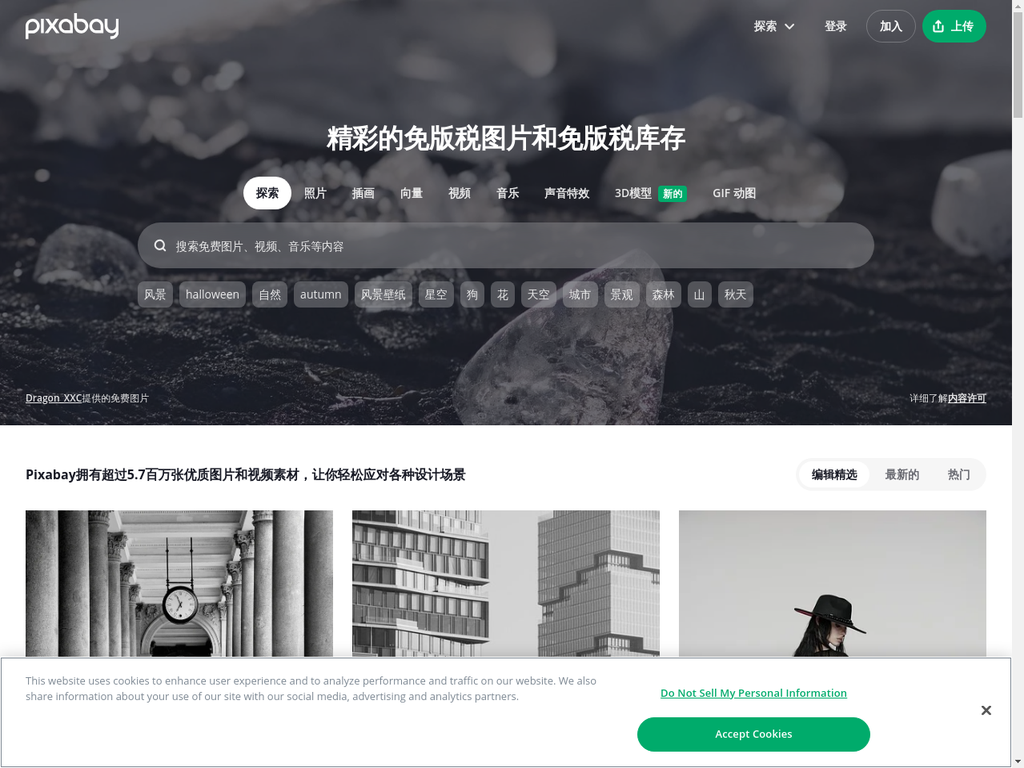 pixabay
探索
登录
加入
上传
精彩的免版税图片和免版税库存
探索
照片
插画
向量
视频
音乐
声音特效
3D模型 新的
GIF 动图
搜索免费图片、视频、音乐等内容
风景
halloween
自然
autumn
风景壁纸
星空
狗
花
天空
城市
景观
森林
山
秋天
Dragon_XXC提供的免费图片
详细了解内容许可
Pixabay拥有超过5.7百万张优质图片和视频素材，让你轻松应对各种设计场景
编辑精选
最新的
热门
This website uses cookies to enhance user experience and to analyze performance and traffic on our website. We also
share information about your use of our site with our social media, advertising and analytics partners.
Do Not Sell My Personal Information
Accept Cookies